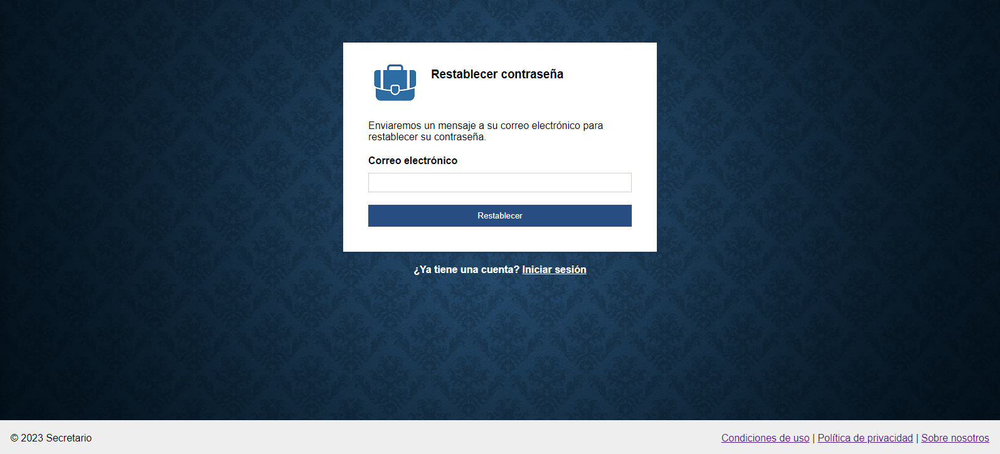 Restablecer contraseña
Enviaremos un mensaje a su correo electrónico para
restablecer su contraseña.
Correo electrónico
Restablecer
¿Ya tiene una cuenta? Iniciar sesión
© 2023 Secretario
Condiciones de uso | Política de privacidad | Sobre nosotros